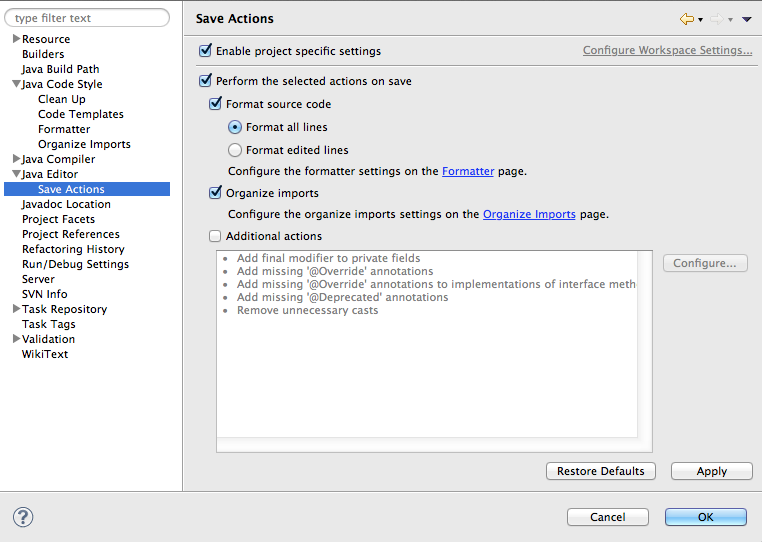 type filter text
Resource
Builders
Java Build Path
Java Code Style
Clean Up
Code Templates
Formatter
Organize Imports
Java Compiler
Java Editor
Save Actions
Javadoc Location
Project Facets
Project References
Refactoring History
Run/Debug Settings
Server
SVN Info
Task Repository
Task Tags
Validation
WikiText
Save Actions
Enable project specific settings
Configure Workspace Settings...
Perform the selected actions on save
Format source code
Format all lines
Format edited lines
Configure the formatter settings on the Formatter page.
Organize imports
Configure the organize imports settings on the Organize Imports page.
Additional actions
• Add final modifier to private fields
• Add missing '@Override' annotations
• Add missing '@Override' annotations to implementations of interface meth
• Add missing '@Deprecated' annotations
• Remove unnecessary casts
Configure...
Restore Defaults
Apply
?
Cancel
OK